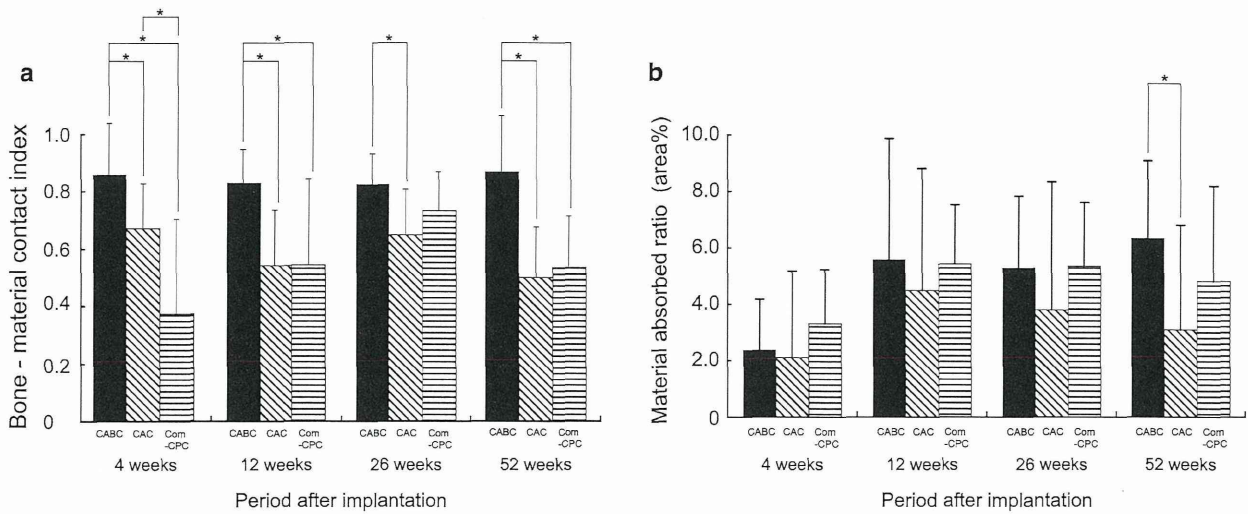 a
* 
* * * *
* * *
Bone - material contact index
1.0
0.8
0.6
0.4
0.2
0
CABC CAC Com -CPC CABC CAC Com -CPC CABC CAC Com -CPC CABC CAC Com -CPC
4 weeks 12 weeks 26 weeks 52 weeks
Period after implantation
b
*
Material absorbed ratio (area%)
10.0
8.0
6.0
4.0
2.0
0
CABC CAC Com -CPC CABC CAC Com -CPC CABC CAC Com -CPC CABC CAC Com -CPC
4 weeks 12 weeks 26 weeks 52 weeks
Period after implantation